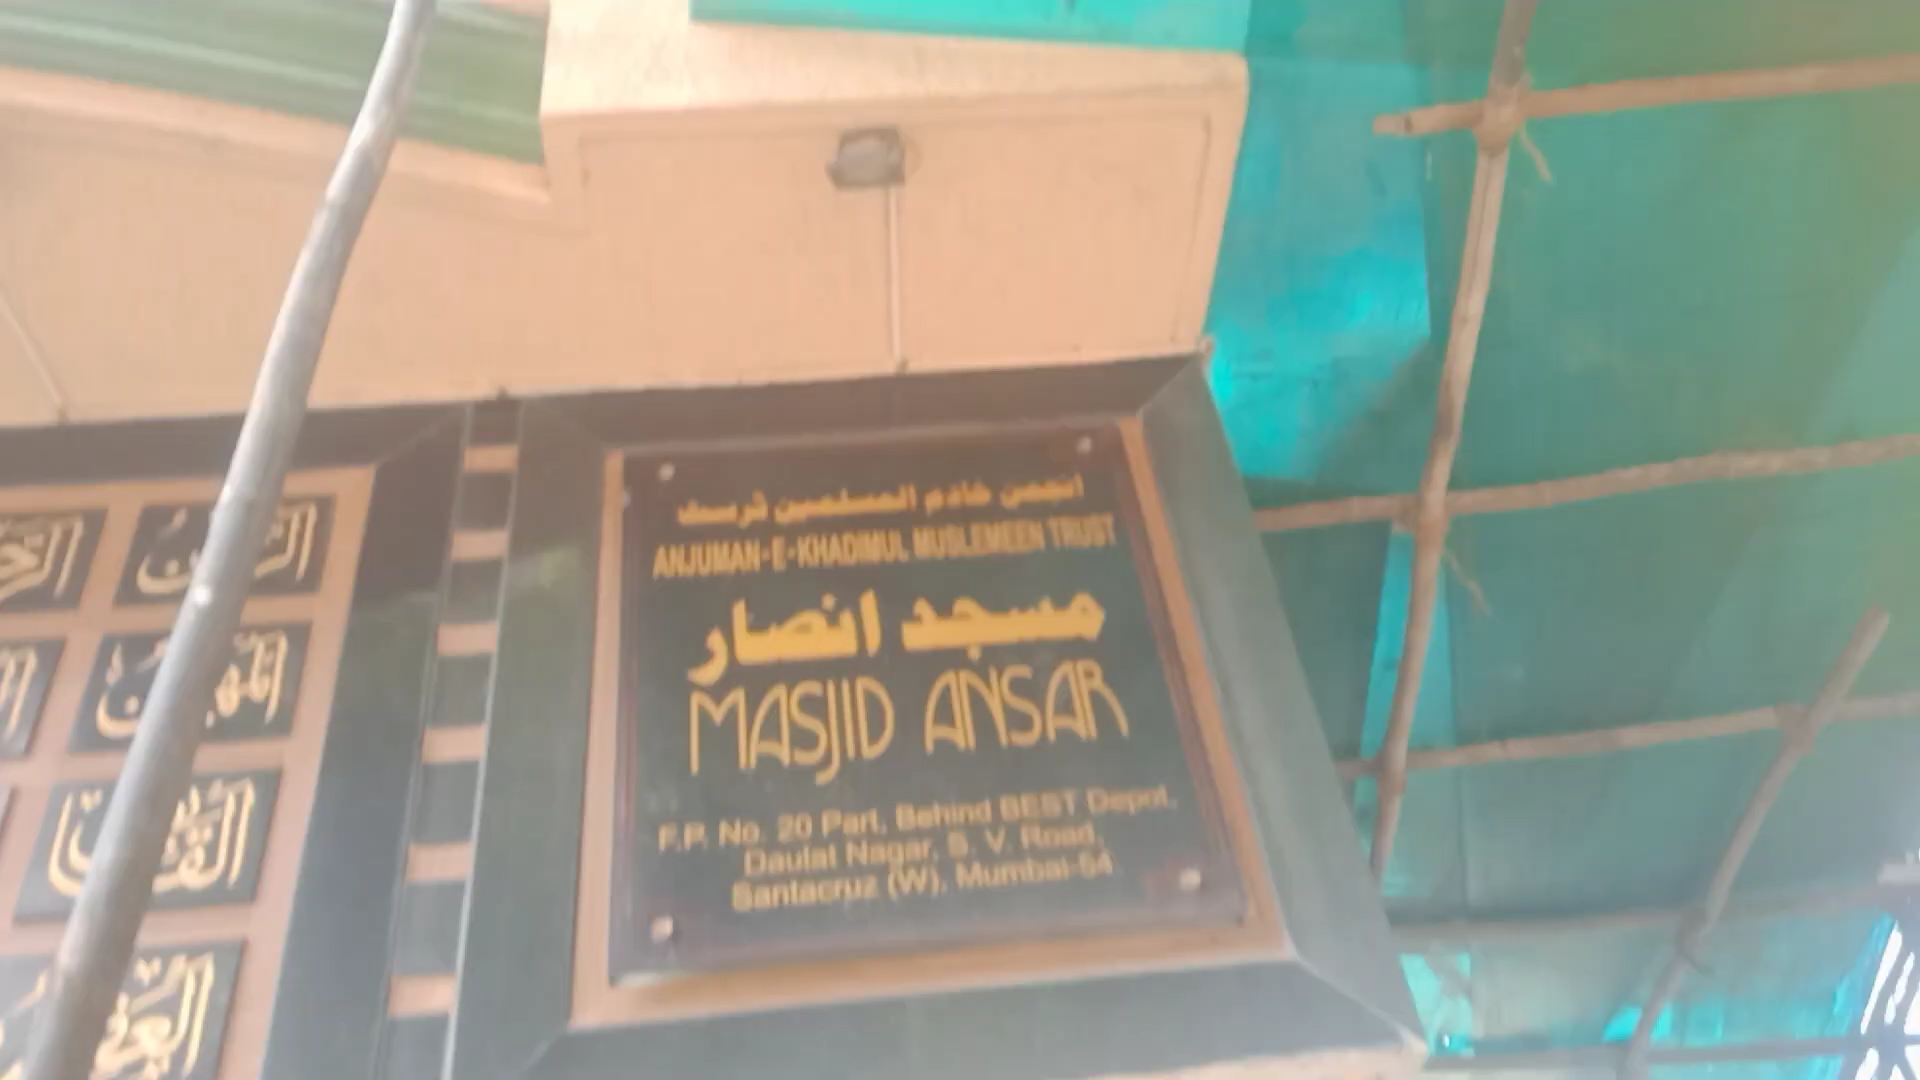 انجمن خادم المسلمین ٹرسٹ
ANJUMAN-E-KHADIMUL MUSLEMEEN TRUST
مسجد انصار
MASJID ANSAR
F.P. No. 20 Part, Behind BEST Depot,
Daulat Nagar, S. V. Road,
Santacruz (W), Mumbai-54